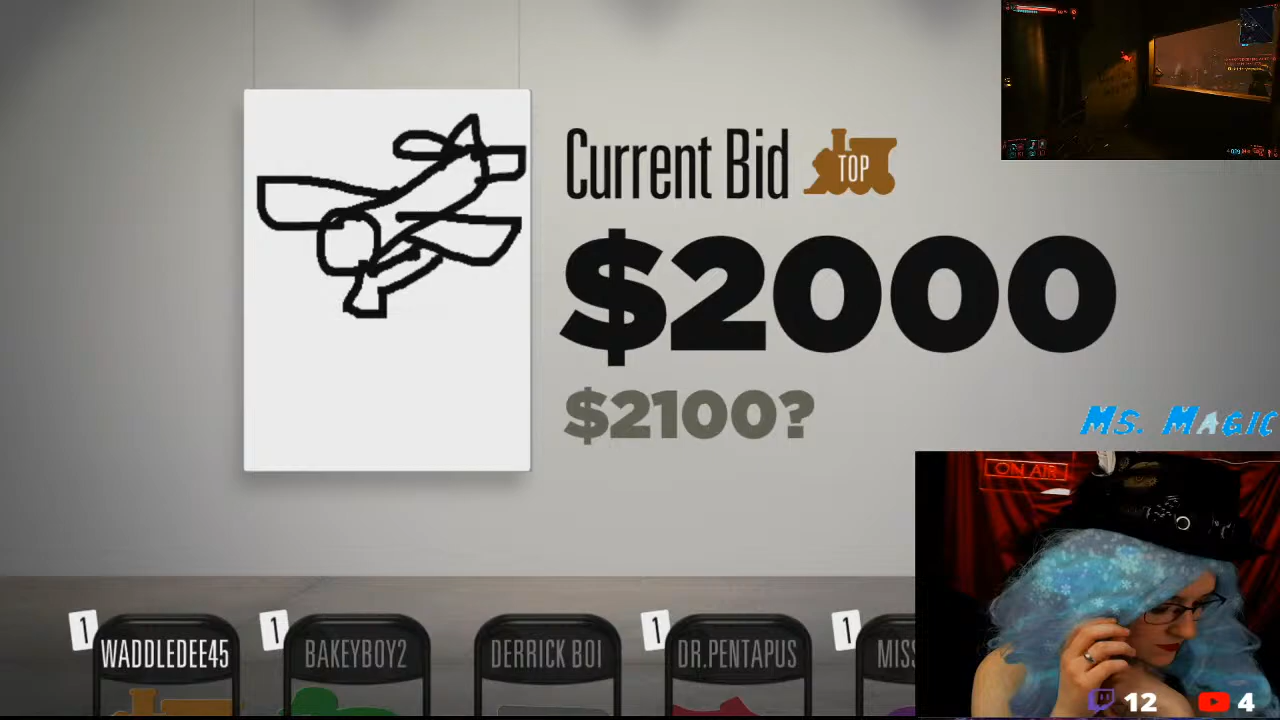 Current Bid
TOP
$2000
$2100?
Ms. Magic
ON AIR
1
WADDLEDEE45
1
BAKEYBOY2
DERRICK BOI
1
DR.PENTAPUS
1
MISS
12
4